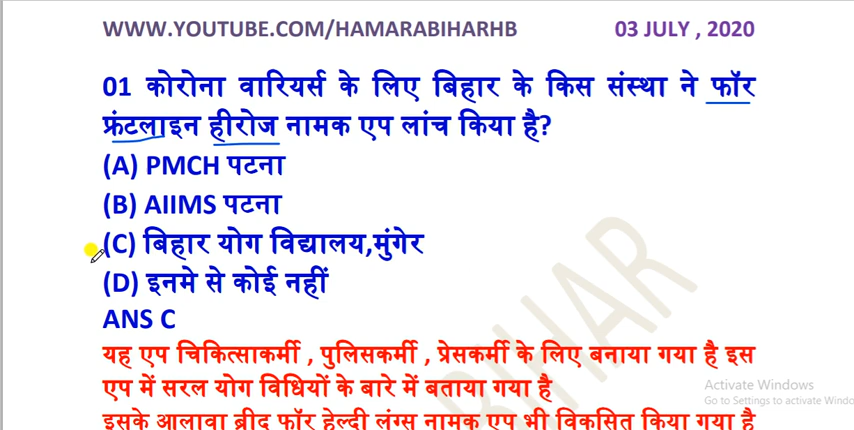 WWW.YOUTUBE.COM/HAMARABIHARHB 03 JULY , 2020
01 कोरोना वारियर्स के लिए बिहार के किस संस्था ने फॉर
फ्रंटलाइन हीरोज नामक एप लांच किया है?
(A) PMCH पटना
(B) AIIMS पटना
(C) बिहार योग विद्यालय,मुंगेर
(D) इनमे से कोई नहीं
ANS C
यह एप चिकित्साकर्मी , पुलिसकर्मी , प्रेसकर्मी के लिए बनाया गया है इस
एप में सरल योग विधियों के बारे में बताया गया है
इसके आलावा ब्रीद फॉर हेल्दी लंग्स नामक एप भी विकसित किया गया है
BIHAR
Activate Windows
Go to Settings to activate Windo